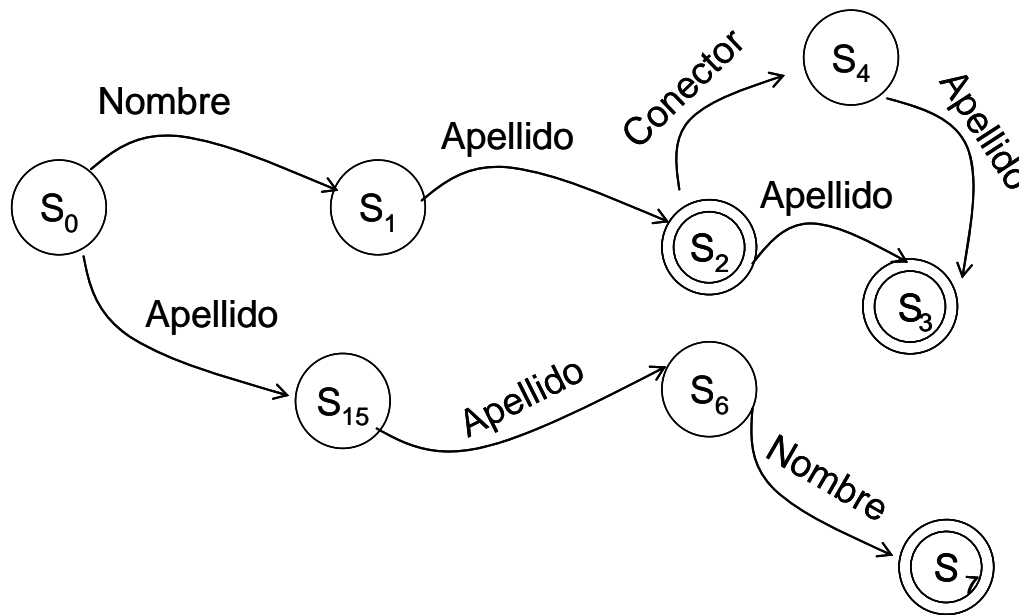 Conector
S4
Apellido
Nombre
Apellido
Apellido
S0
S1
S2
S3
Apellido
Apellido
S15
S6
Nombre
S7